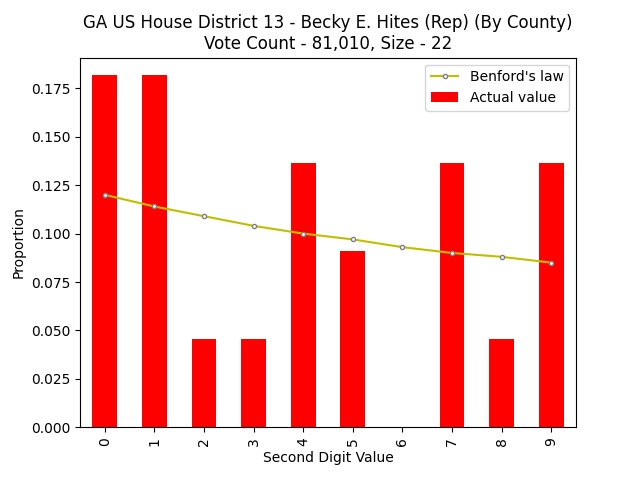 GA US House District 13 - Becky E. Hites (Rep) (By County)
Vote Count - 81,010, Size - 22
Benford's law
Actual value
0.175
0.150
0.125
0.100
0.075
0.050
0.025
0.000
Proportion
0 1 2 3 4 5 6 7 8 9
Second Digit Value